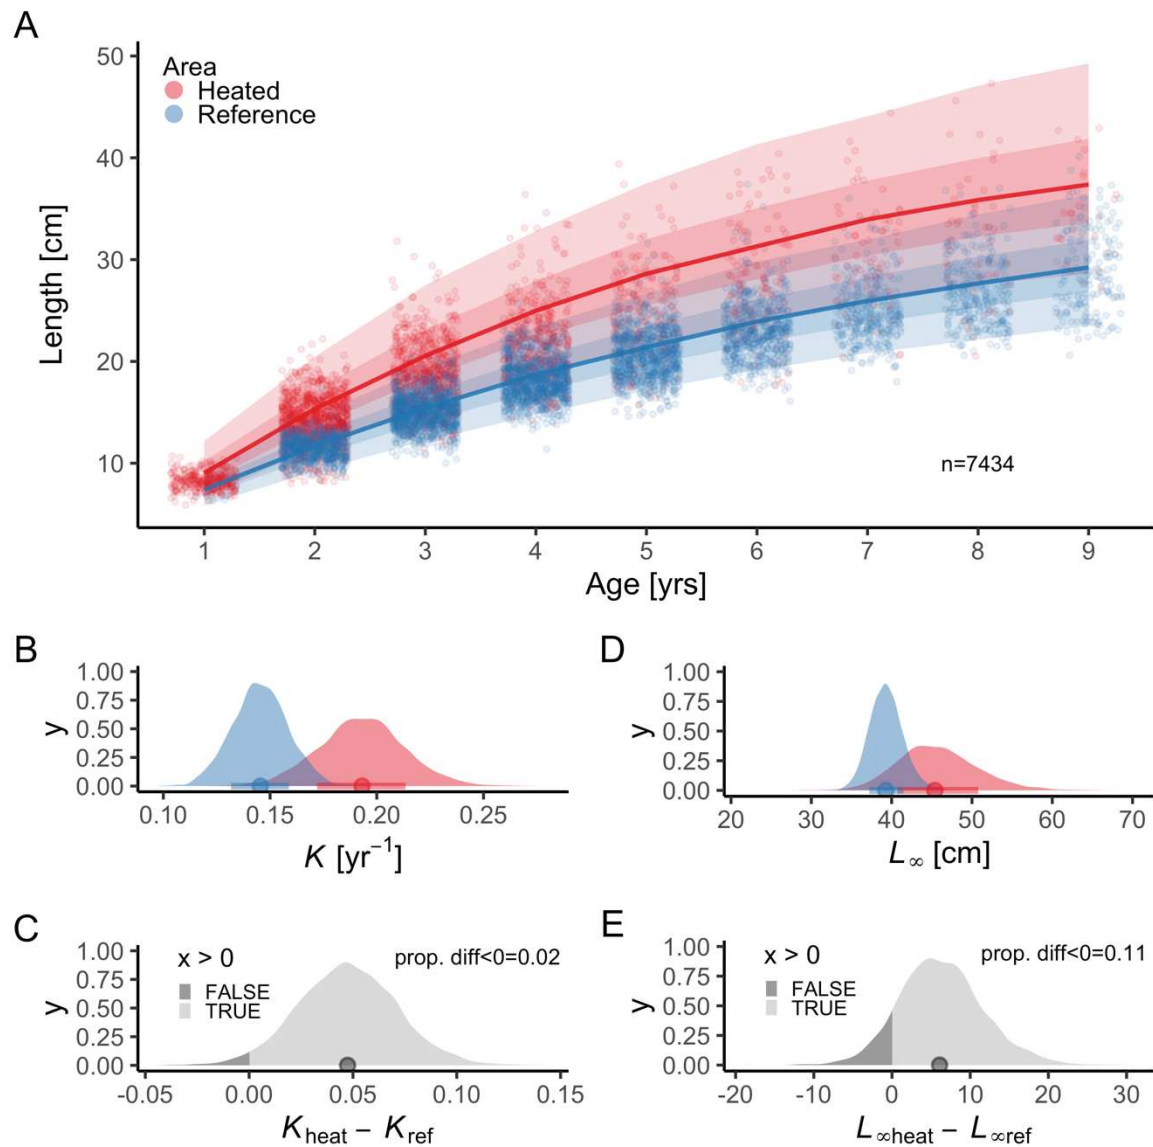 A
50
40
30
20
10
Length [cm]
Area
Heated
Reference
n=7434
1 2 3 4 5 6 7 8 9
Age [yrs]
B
1.00
0.75
0.50
0.25
0.00
y
0.10 0.15 0.20 0.25
K [yr⁻¹]
D
1.00
0.75
0.50
0.25
0.00
y
20 30 40 50 60 70
L∞ [cm]
C
1.00
0.75
0.50
0.25
0.00
y
x > 0
FALSE
TRUE
prop. diff<0=0.02
-0.05 0.00 0.05 0.10 0.15
Kheat − Kref
E
1.00
0.75
0.50
0.25
0.00
y
x > 0
FALSE
TRUE
prop. diff<0=0.11
-20 -10 0 10 20 30
L∞heat − L∞ref